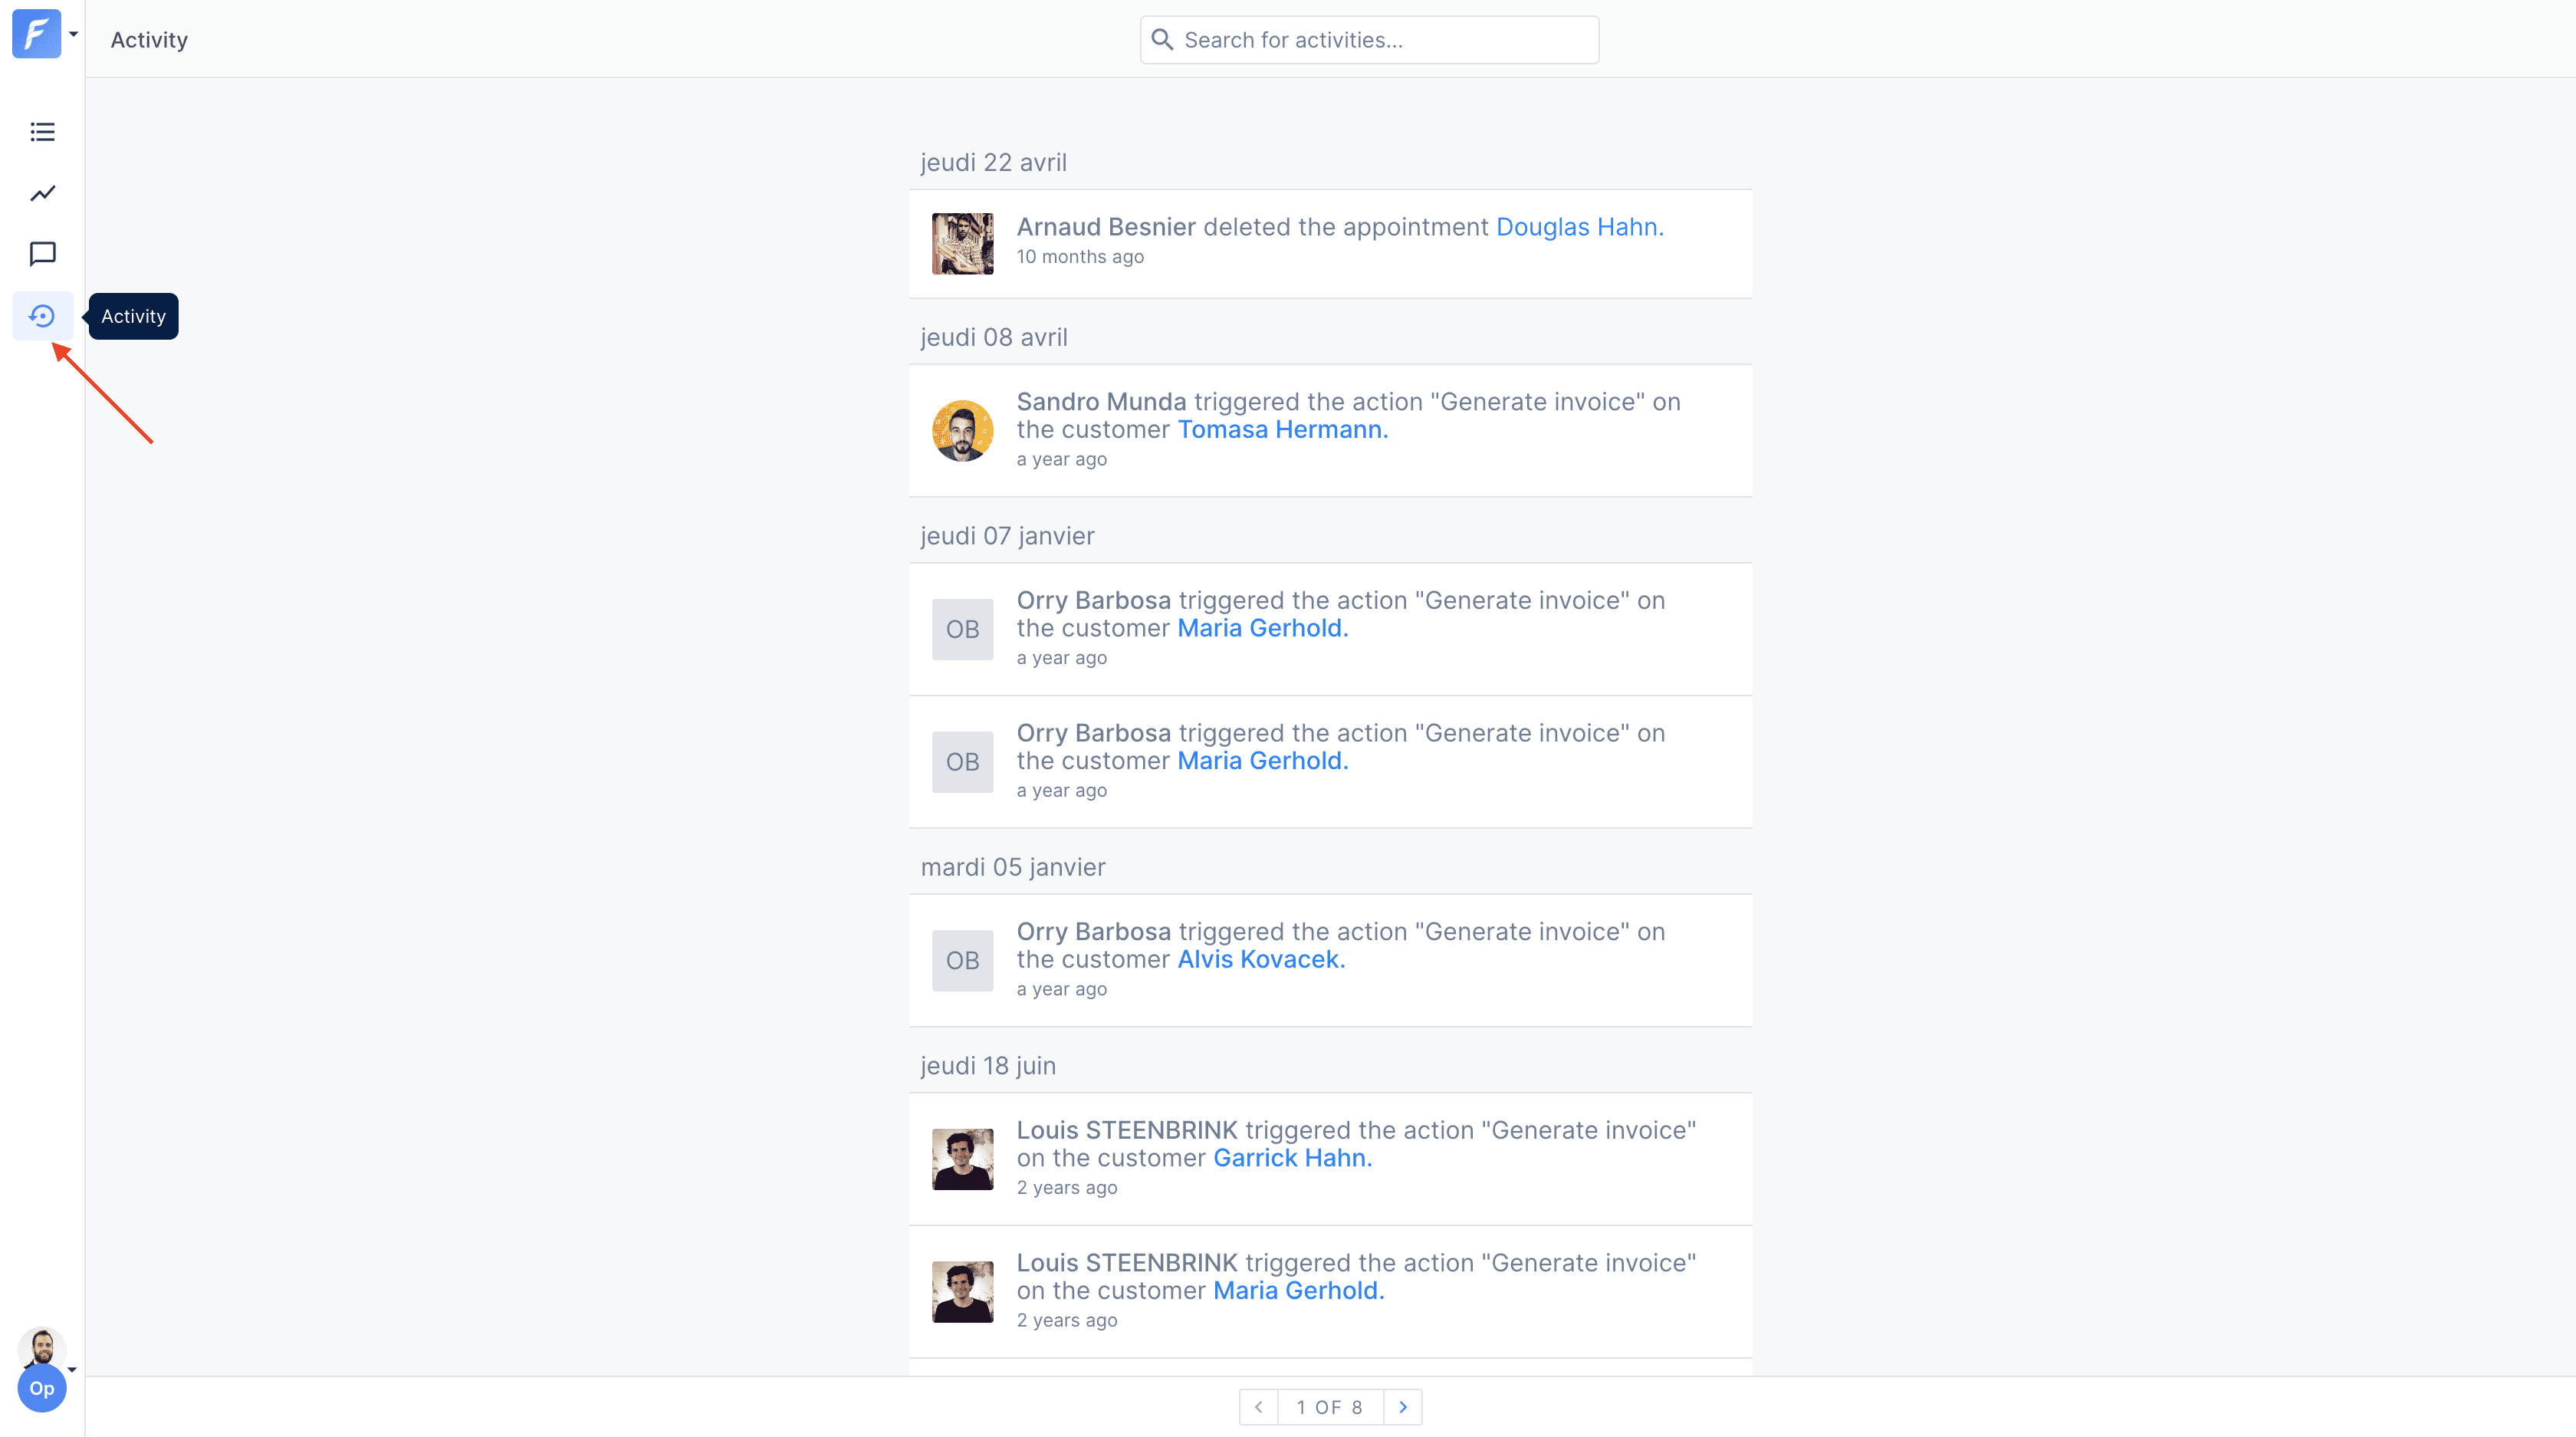 Activity
Search for activities...
Activity
jeudi 22 avril
Arnaud Besnier deleted the appointment Douglas Hahn.
10 months ago
jeudi 08 avril
Sandro Munda triggered the action "Generate invoice" on
the customer Tomasa Hermann.
a year ago
jeudi 07 janvier
OB
Orry Barbosa triggered the action "Generate invoice" on
the customer Maria Gerhold.
a year ago
OB
Orry Barbosa triggered the action "Generate invoice" on
the customer Maria Gerhold.
a year ago
mardi 05 janvier
OB
Orry Barbosa triggered the action "Generate invoice" on
the customer Alvis Kovacek.
a year ago
jeudi 18 juin
Louis STEENBRINK triggered the action "Generate invoice"
on the customer Garrick Hahn.
2 years ago
Louis STEENBRINK triggered the action "Generate invoice"
on the customer Maria Gerhold.
2 years ago
Op
1 OF 8